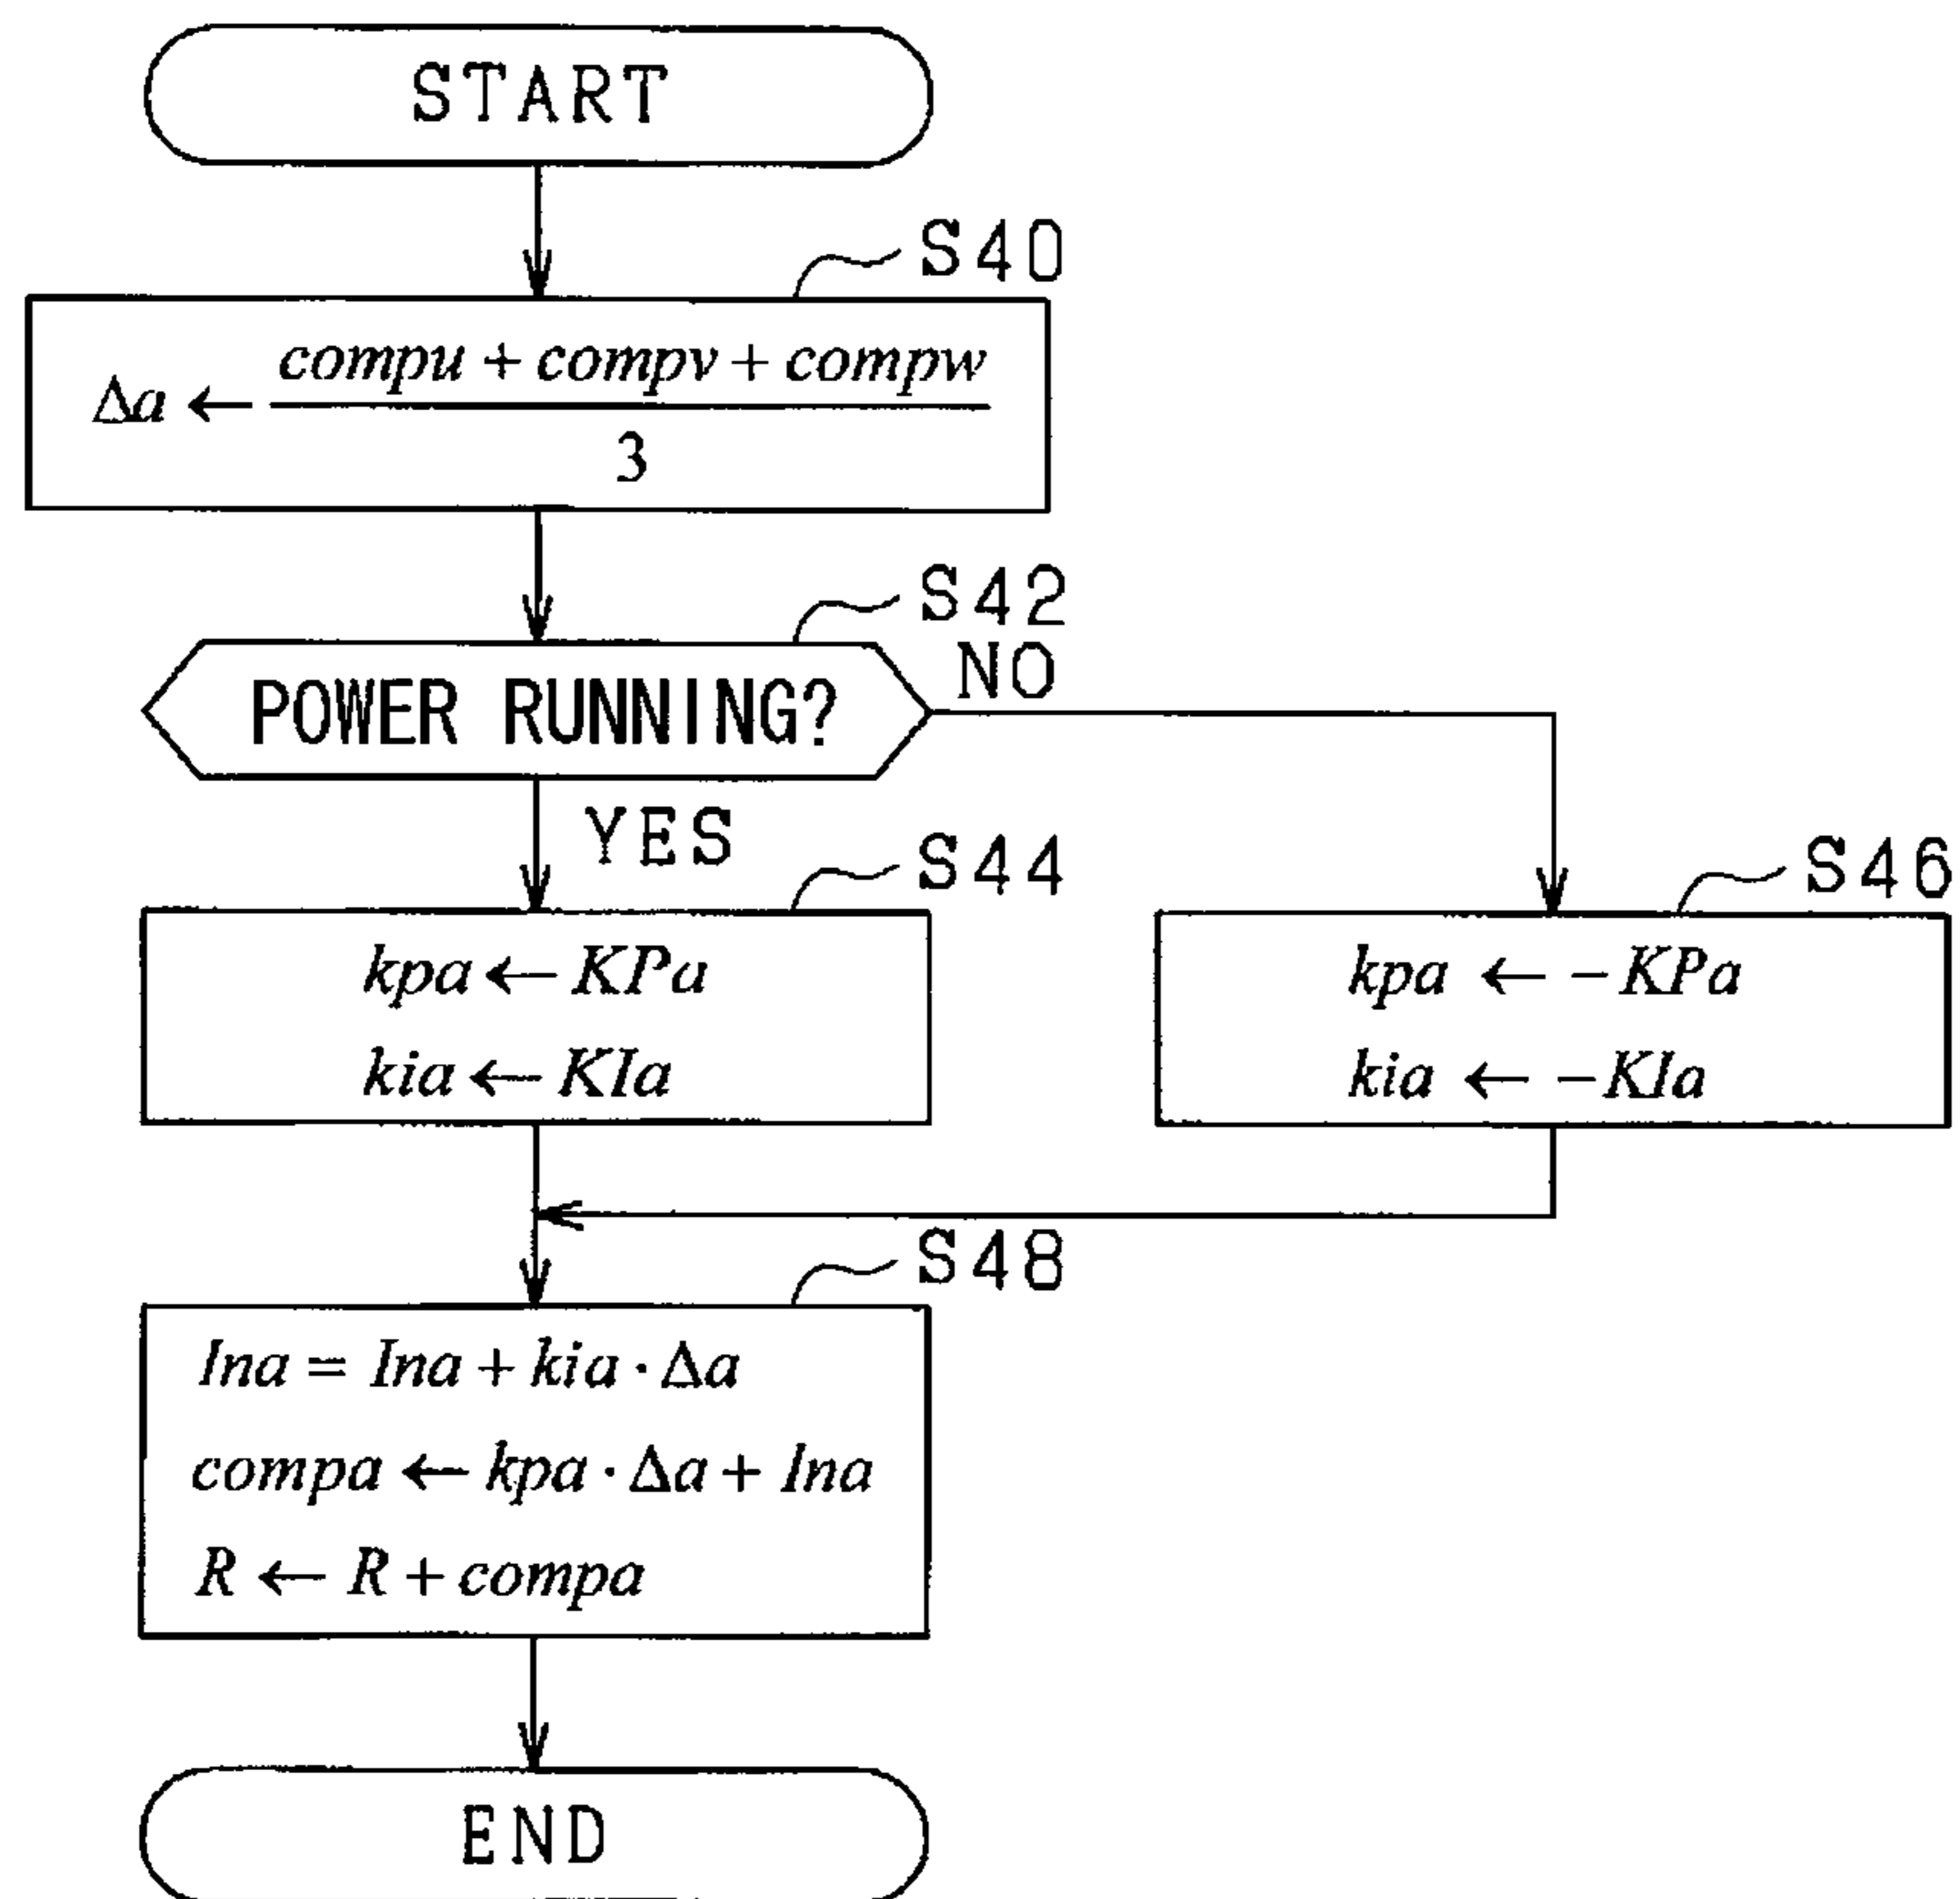 START
S40
Δa ← compu + compv + compw
3
S42
POWER RUNNING?
NO
YES
S44
S46
kpa ← KPa
kia ← KIa
kpa ← -KPa
kia ← -KIa
S48
Ina = Ina + kia · Δa
compa ← kpa · Δa + Ina
R ← R + compa
END